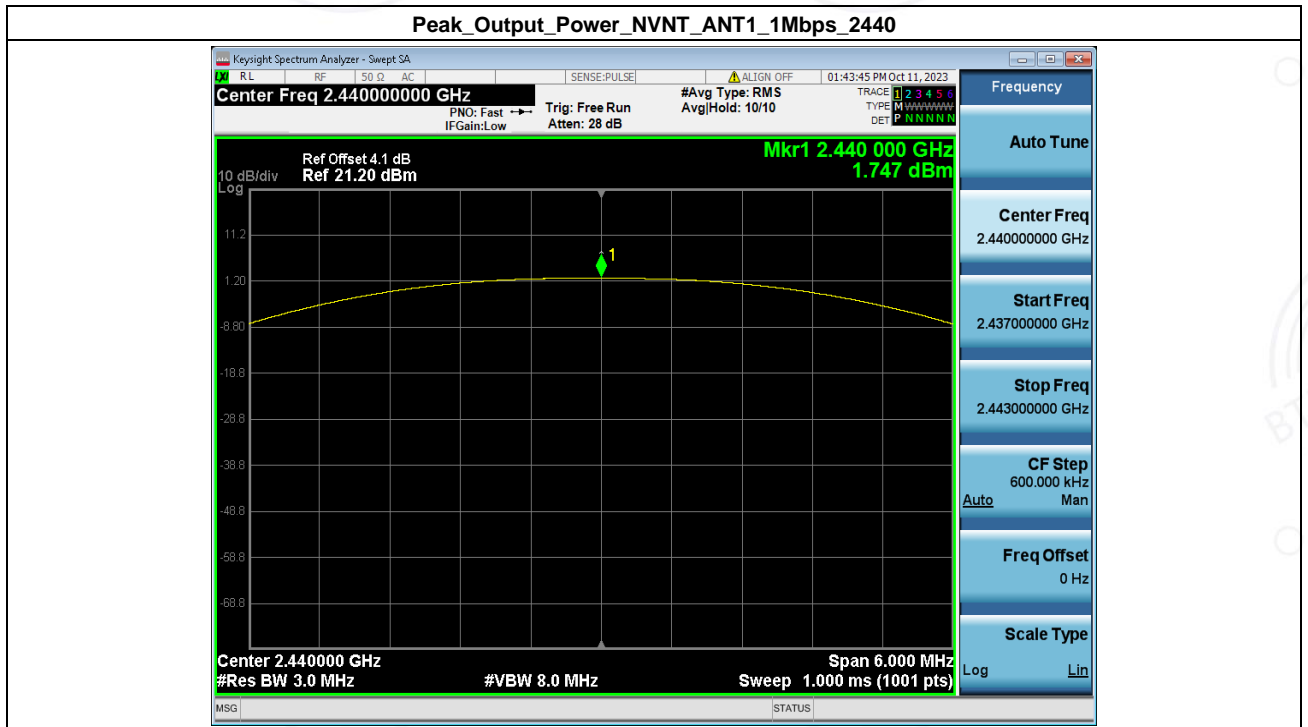 Peak_Output_Power_NVNT_ANT1_1Mbps_2440
Keysight Spectrum Analyzer - Swept SA
LXI RL RF 50 Ω AC SENSE:PULSE ALIGN OFF 01:43:45 PM Oct 11, 2023
Center Freq 2.440000000 GHz
PNO: Fast
IFGain:Low
Trig: Free Run
Atten: 28 dB
#Avg Type: RMS
Avg|Hold: 10/10
TRACE 1 2 3 4 5 6
TYPE M WWWWW
DET P N N N N N
Mkr1 2.440 000 GHz
1.747 dBm
Ref Offset 4.1 dB
10 dB/div Ref 21.20 dBm
Log
11.2
1.20
-8.80
-18.8
-28.8
-38.8
-48.8
-58.8
-68.8
1
Center 2.440000 GHz Span 6.000 MHz
#Res BW 3.0 MHz #VBW 8.0 MHz Sweep 1.000 ms (1001 pts)
MSG STATUS
Frequency
Auto Tune
Center Freq
2.440000000 GHz
Start Freq
2.437000000 GHz
Stop Freq
2.443000000 GHz
CF Step
600.000 kHz
Auto Man
Freq Offset
0 Hz
Scale Type
Log Lin